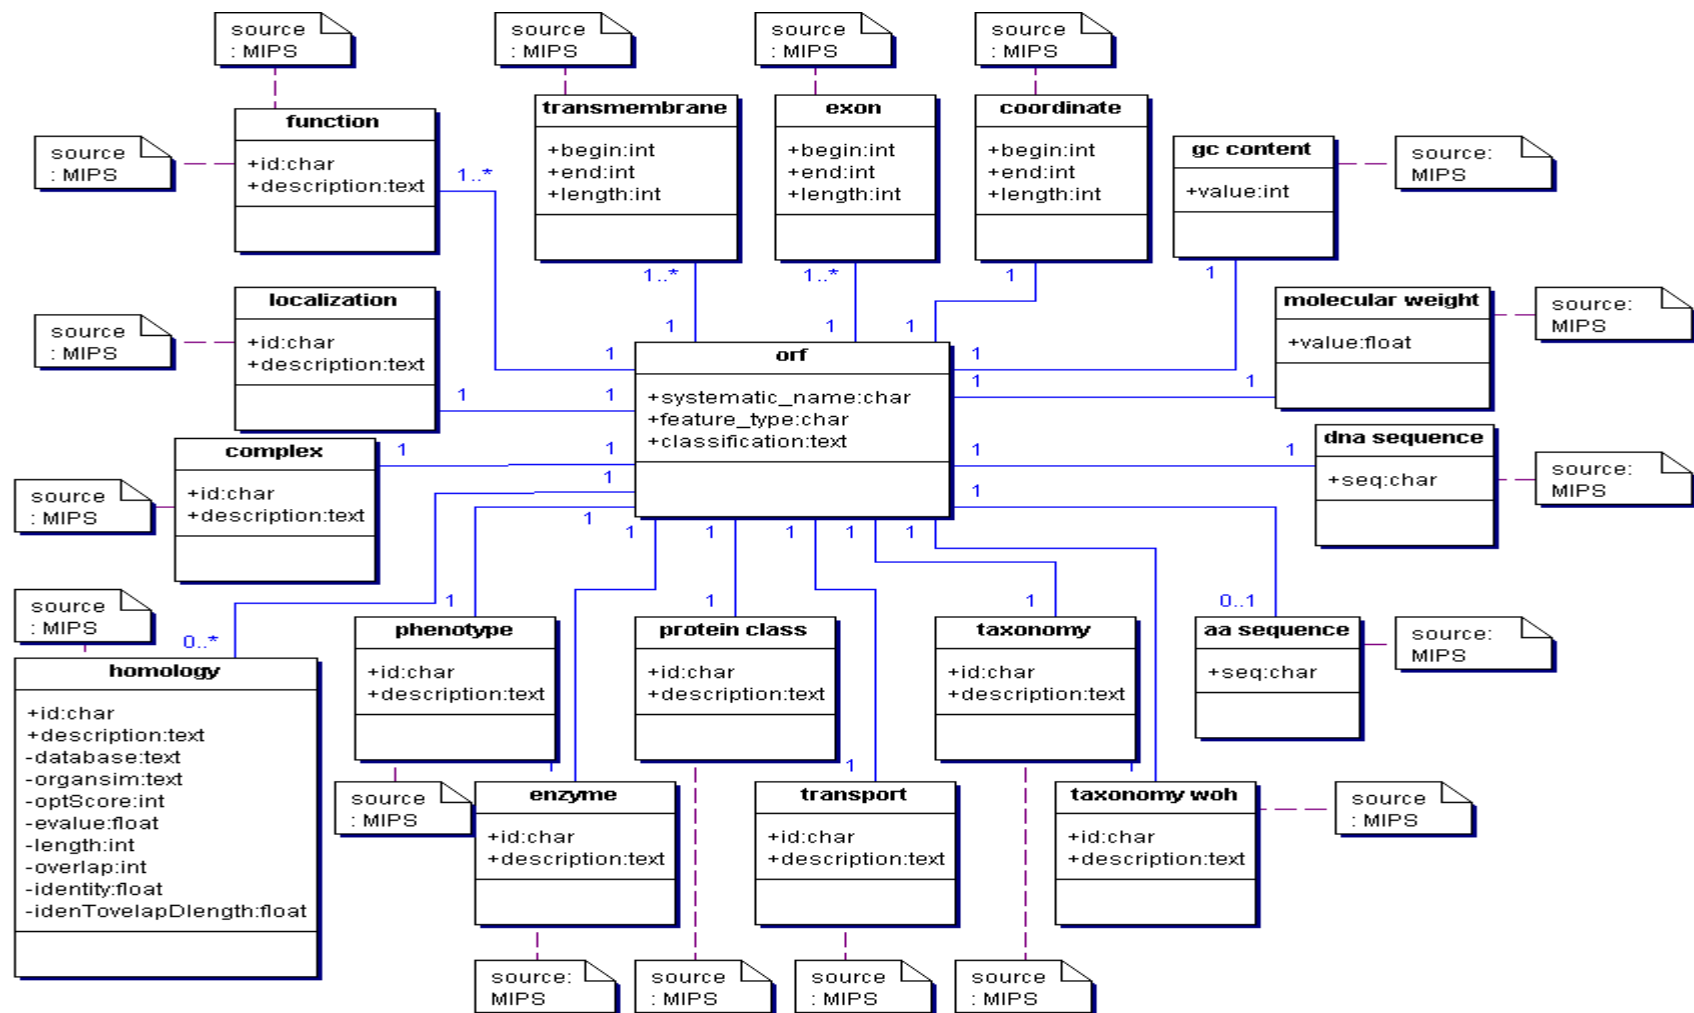 source
: MIPS
source
: MIPS
source
: MIPS
source
: MIPS
function
+id:char
+description:text
source
: MIPS
1..*
transmembrane
+begin:int
+end:int
+length:int
1..*
1
exon
+begin:int
+end:int
+length:int
1..*
1
coordinate
+begin:int
+end:int
+length:int
1
1
gc content
+value:int
1
source:
MIPS
localization
+id:char
+description:text
source
: MIPS
1
1
1
molecular weight
+value:float
source:
MIPS
1
1
1
orf
+systematic_name:char
+feature_type:char
+classification:text
complex
+id:char
+description:text
source
: MIPS
1
1
1
1
dna sequence
+seq:char
source:
MIPS
1
1
1
1
1
1
1
1
1
source
: MIPS
0..*
homology
+id:char
+description:text
-database:text
-organsim:text
-optScore:int
-evalue:float
-length:int
-overlap:int
-identity:float
-idenTovelapDlength:float
1
phenotype
+id:char
+description:text
source
: MIPS
1
protein class
+id:char
+description:text
1
taxonomy
+id:char
+description:text
0..1
aa sequence
+seq:char
source:
MIPS
enzyme
+id:char
+description:text
1
transport
+id:char
+description:text
taxonomy woh
+id:char
+description:text
source
: MIPS
source:
MIPS
source
: MIPS
source
: MIPS
source
: MIPS